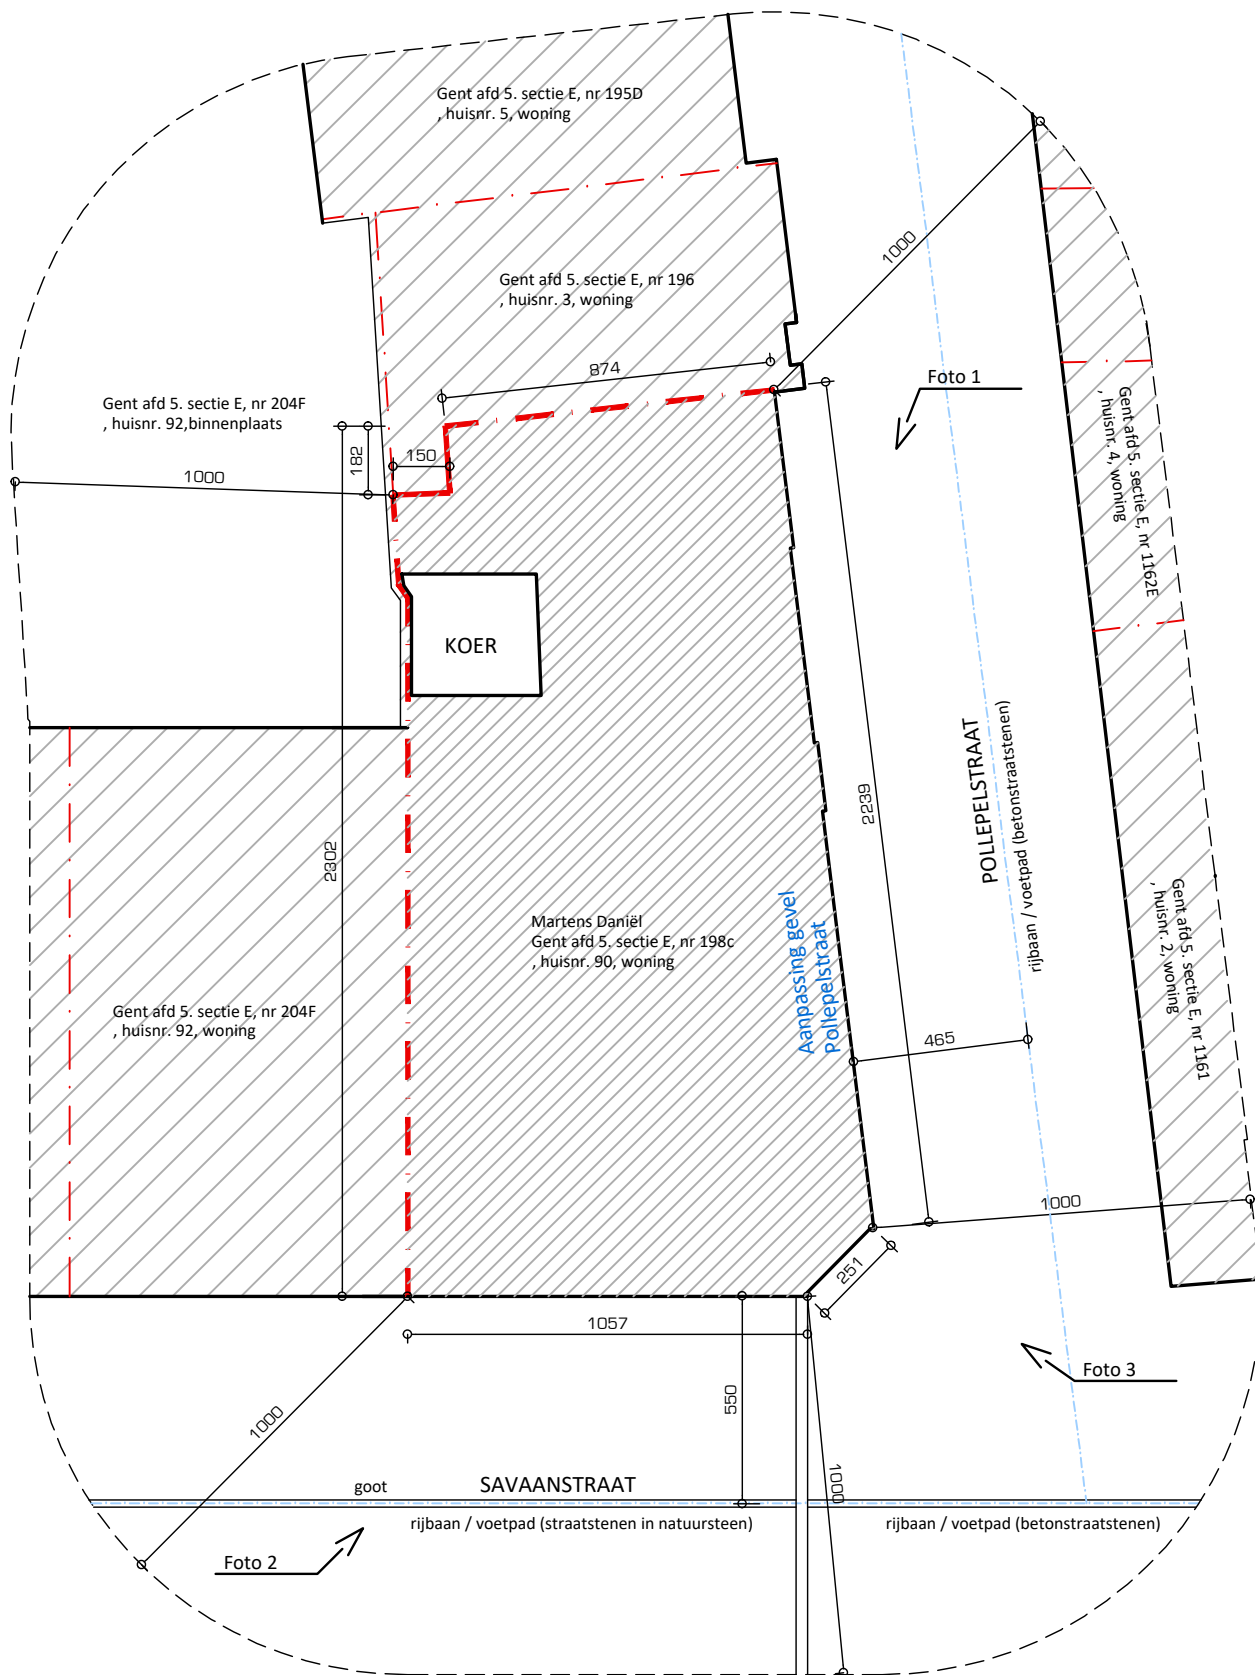 Gent afd 5. sectie E, nr 195D
, huisnr. 5, woning
Gent afd 5. sectie E, nr 196
, huisnr. 3, woning
1000
874
Foto 1
Gent afd 5. sectie E, nr 204F
, huisnr. 92,binnenplaats
182
150
1000
Gent afd 5. sectie E, nr 1162E
, huisnr. 4, woning
KOER
2302
2239
POLLEPELSTRAAT
rijbaan / voetpad (betonstraatstenen)
Martens Daniël
Gent afd 5. sectie E, nr 198c
, huisnr. 90, woning
Aanpassing gevel
Pollepelstraat
Gent afd 5. sectie E, nr 1161
, huisnr. 2, woning
Gent afd 5. sectie E, nr 204F
, huisnr. 92, woning
465
1000
251
1057
550
Foto 3
1000
1000
goot
SAVAANSTRAAT
rijbaan / voetpad (straatstenen in natuursteen)
rijbaan / voetpad (betonstraatstenen)
Foto 2